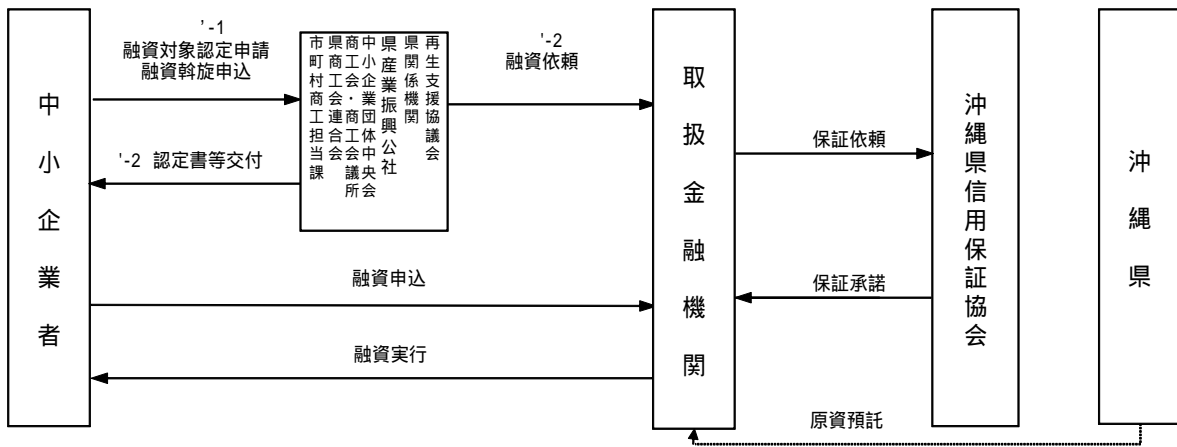 中小企業者
'-1
融資対象認定申請
融資斡旋申込
'-2 認定書等交付
再生支援協議会
県関係機関
県産業振興公社
中小企業団体中央会
商工会・商工会議所
県商工会連合会
市町村商工担当課
'-2
融資依頼
融資申込
融資実行
取扱金融機関
保証依頼
保証承諾
沖縄県信用保証協会
沖縄県
原資預託